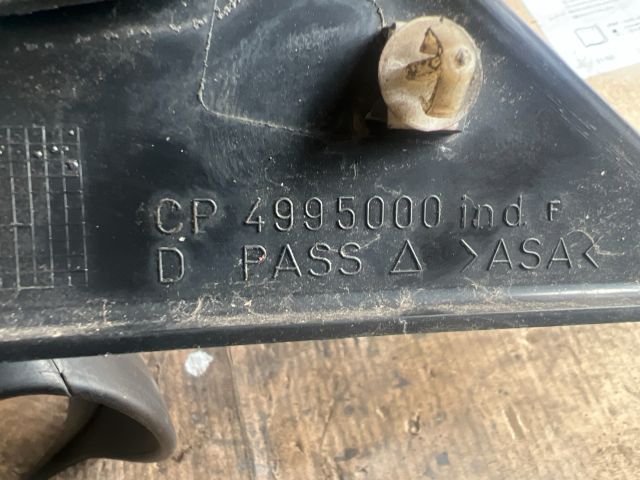 CP 4995000 ind. F
D PASS △ >ASA<